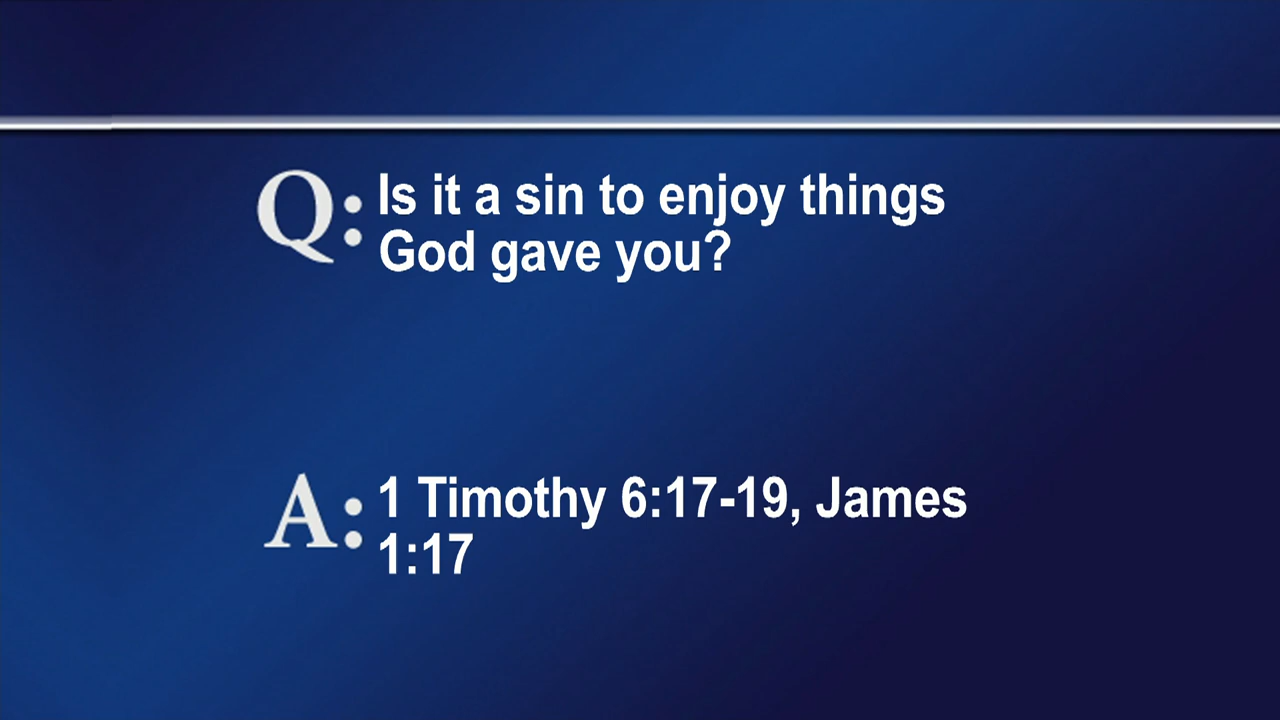 Q: Is it a sin to enjoy things
God gave you?
A: 1 Timothy 6:17-19, James
1:17